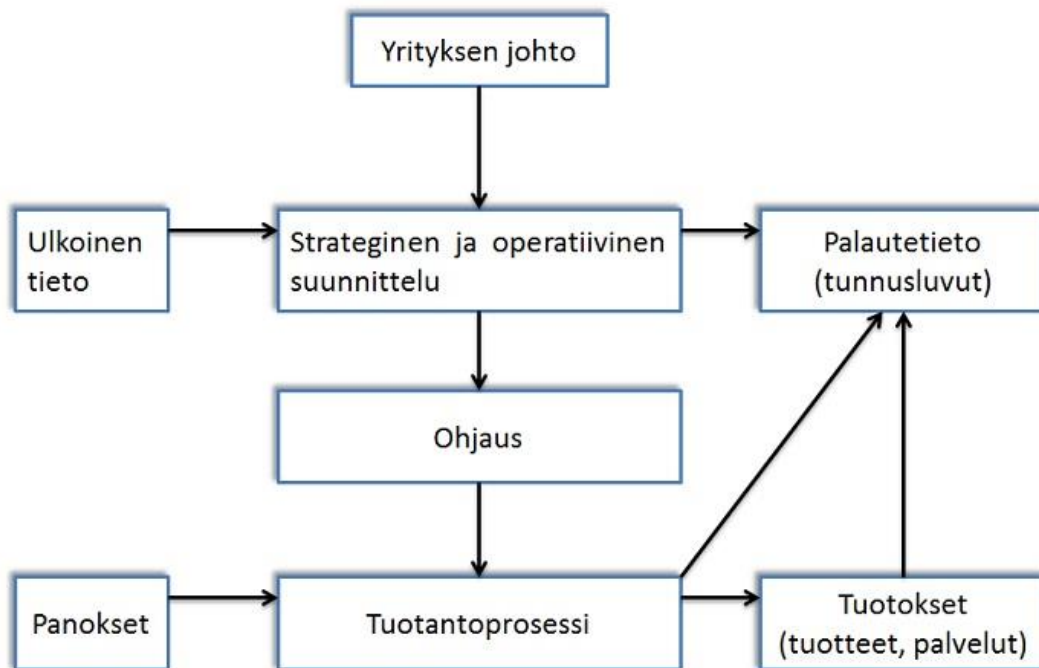 Yrityksen johto
Ulkoinen
tieto
Strateginen ja operatiivinen
suunnittelu
Palautetieto
(tunnusluvut)
Ohjaus
Panokset
Tuotantoprosessi
Tuotokset
(tuotteet, palvelut)